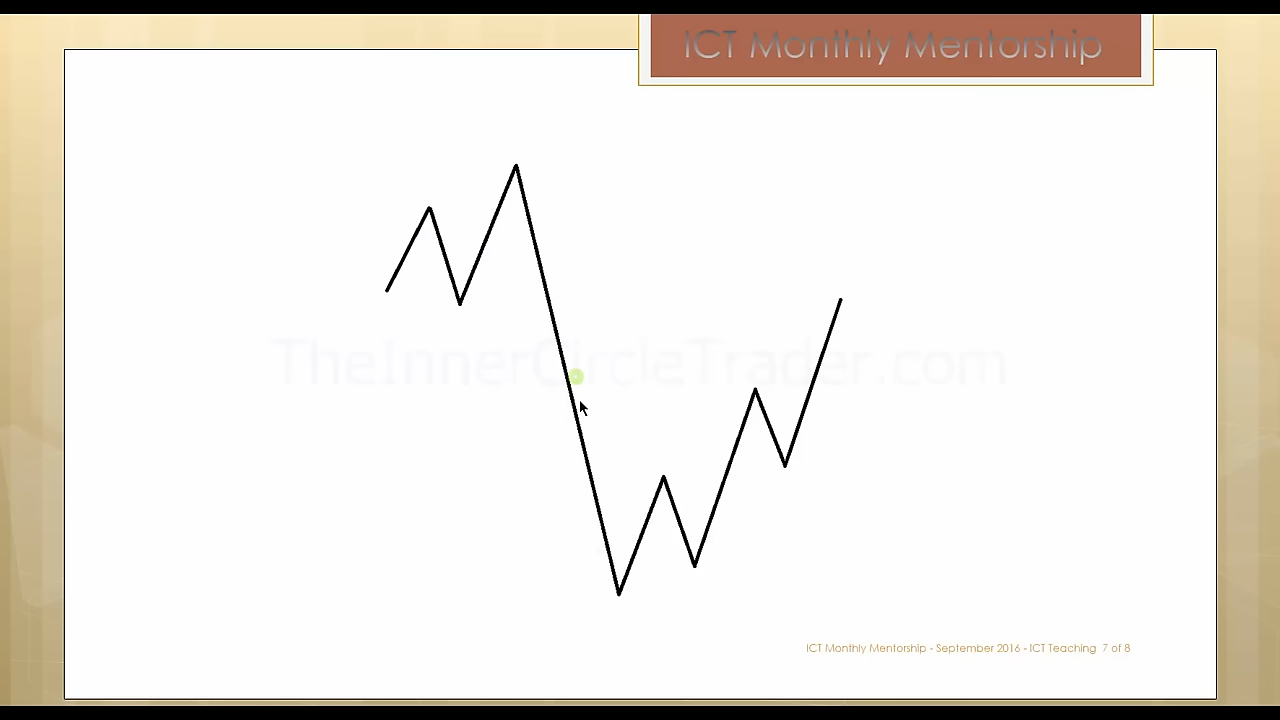 ICT Monthly Mentorship
TheInnerCircleTrader.com
ICT Monthly Mentorship - September 2016 - ICT Teaching 7 of 8